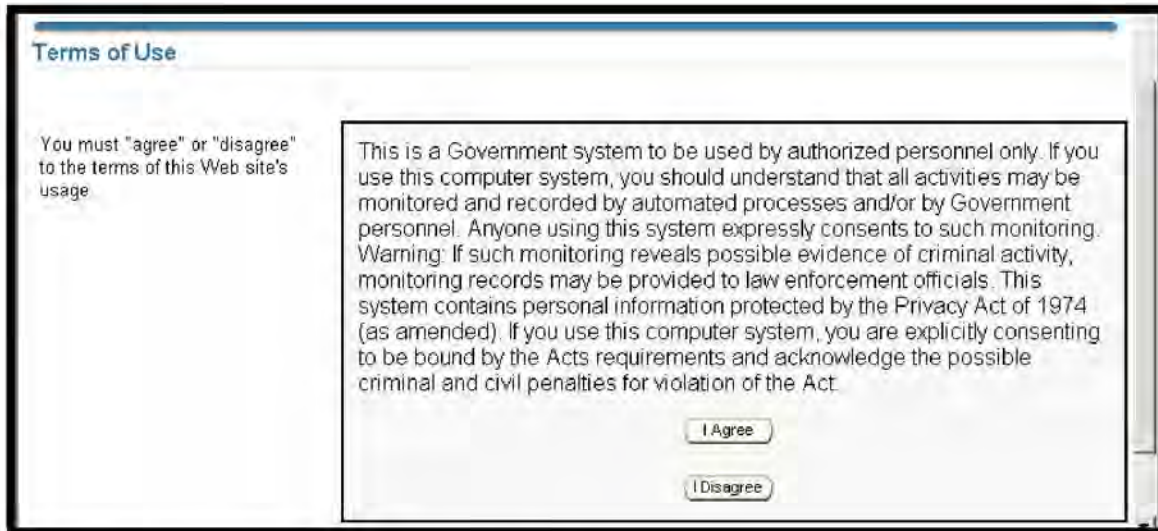 Terms of Use
You must "agree" or "disagree"
to the terms of this Web site's
usage.
This is a Government system to be used by authorized personnel only. If you
use this computer system, you should understand that all activities may be
monitored and recorded by automated processes and/or by Government
personnel. Anyone using this system expressly consents to such monitoring.
Warning: If such monitoring reveals possible evidence of criminal activity,
monitoring records may be provided to law enforcement officials. This
system contains personal information protected by the Privacy Act of 1974
(as amended). If you use this computer system, you are explicitly consenting
to be bound by the Acts requirements and acknowledge the possible
criminal and civil penalties for violation of the Act.
I Agree
I Disagree